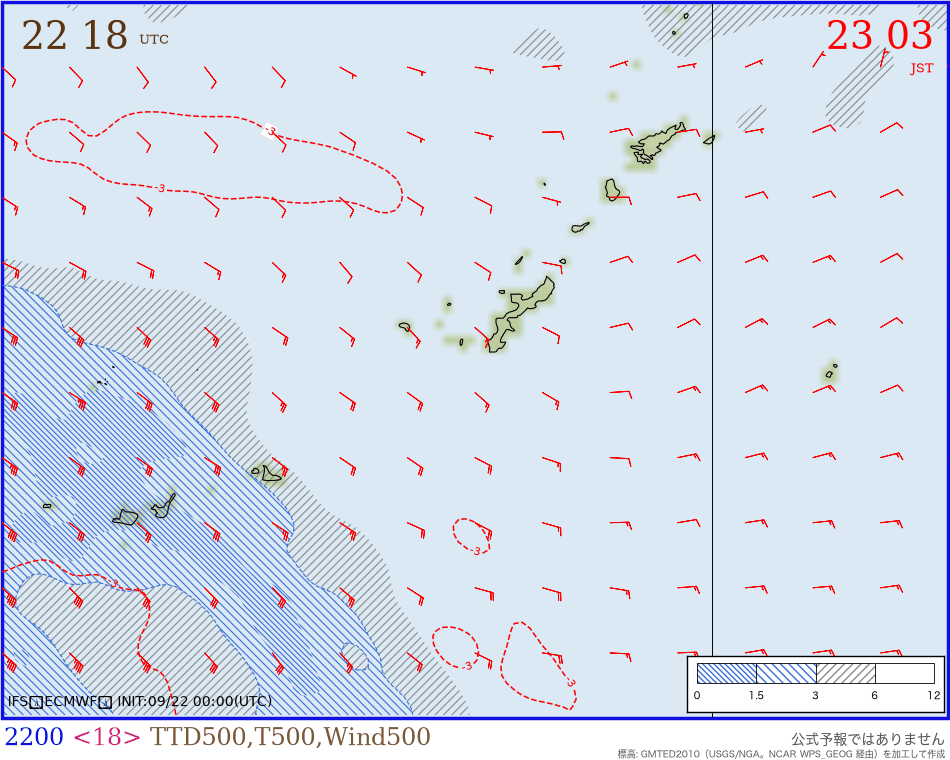 22 18 UTC
23 03
JST
-3
-3
-3
-3
-3
-3
IFS□ECMWF□ INIT:09/22 00:00(UTC)
0 1.5 3 6 12
2200 <18> TTD500,T500,Wind500
公式予報ではありません
標高: GMTED2010（USGS/NGA。NCAR WPS_GEOG 経由）を加工して作成